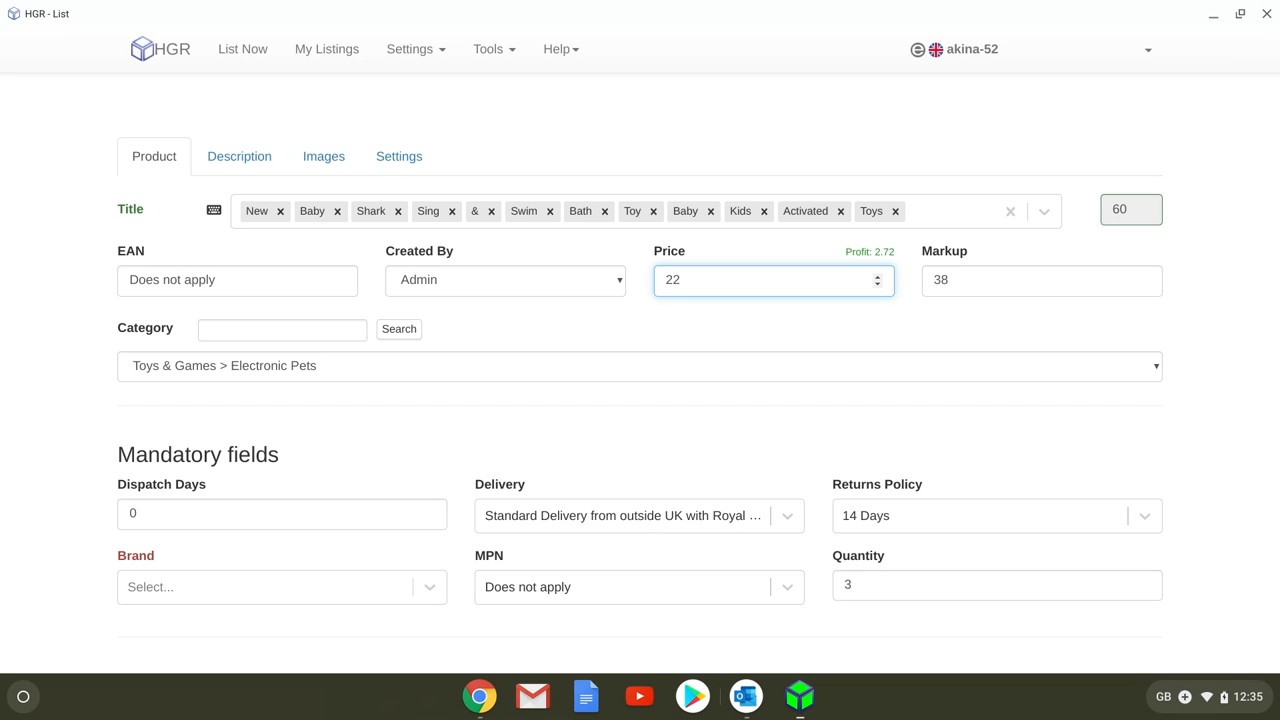 HGR - List
HGR List Now My Listings Settings Tools Help akina-52
Product Description Images Settings
Title New x Baby x Shark x Sing x & x Swim x Bath x Toy x Baby x Kids x Activated x Toys x 60
EAN Created By Price Profit: 2.72 Markup
Does not apply Admin 22 38
Category Search
Toys & Games > Electronic Pets
Mandatory fields
Dispatch Days Delivery Returns Policy
0 Standard Delivery from outside UK with Royal ... 14 Days
Brand MPN Quantity
Select... Does not apply 3
GB 12:35